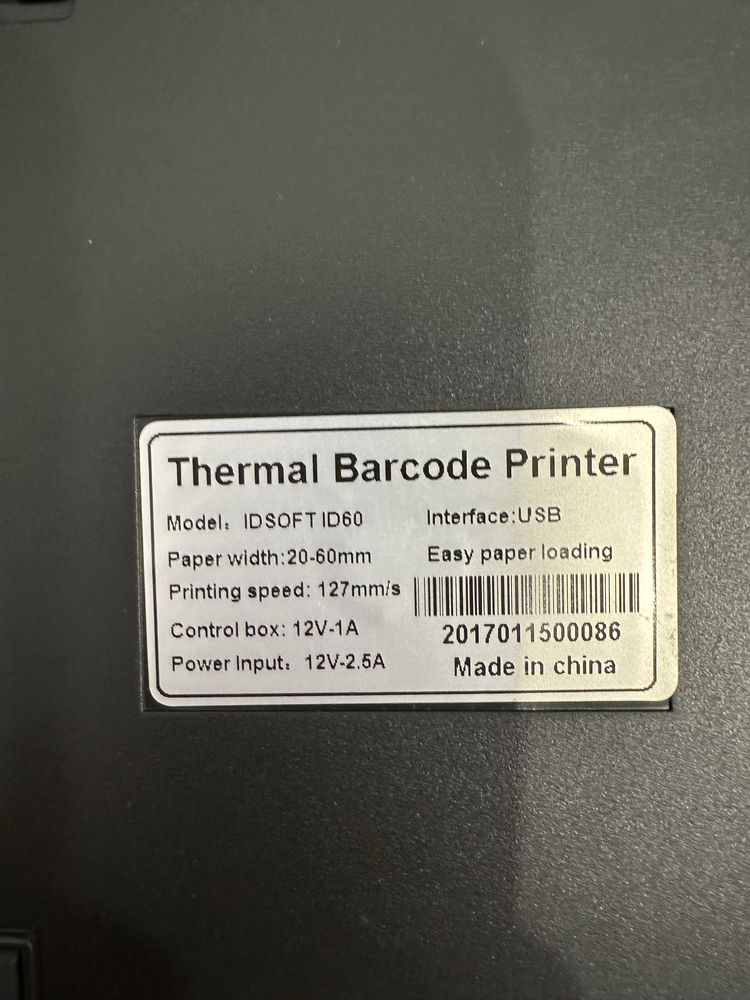 Thermal Barcode Printer
Model: IDSOFT ID60
Interface:USB
Paper width:20-60mm
Easy paper loading
Printing speed: 127mm/s
Control box: 12V-1A
2017011500086
Power Input: 12V-2.5A
Made in china